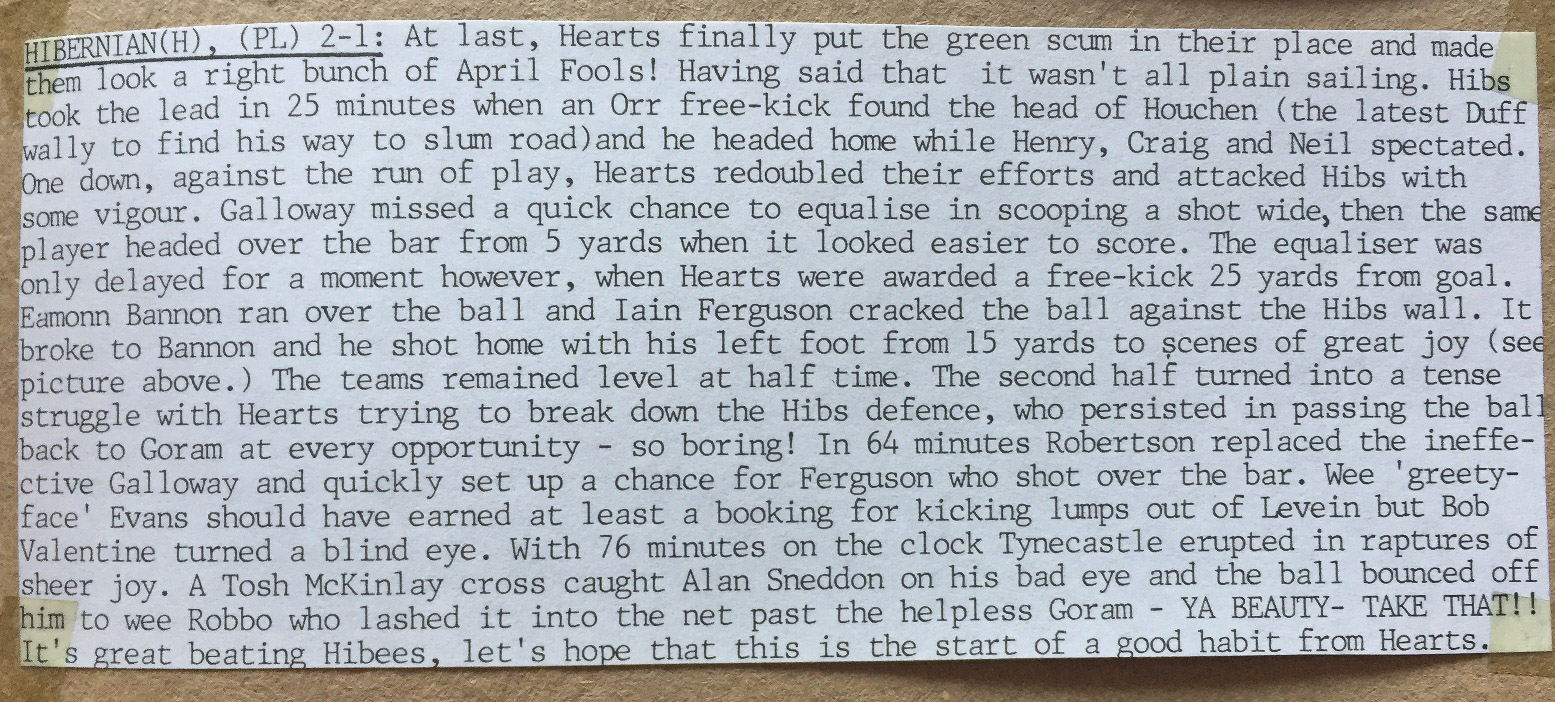 HIBERNIAN(H), (PL) 2-1: At last, Hearts finally put the green scum in their place and made
them look a right bunch of April Fools! Having said that it wasn't all plain sailing. Hibs
took the lead in 25 minutes when an Orr free-kick found the head of Houchen (the latest Duff
wally to find his way to slum road)and he headed home while Henry, Craig and Neil spectated.
One down, against the run of play, Hearts redoubled their efforts and attacked Hibs with
some vigour. Galloway missed a quick chance to equalise in scooping a shot wide, then the same
player headed over the bar from 5 yards when it looked easier to score. The equaliser was
only delayed for a moment however, when Hearts were awarded a free-kick 25 yards from goal.
Eamonn Bannon ran over the ball and Iain Ferguson cracked the ball against the Hibs wall. It
broke to Bannon and he shot home with his left foot from 15 yards to scenes of great joy (see
picture above.) The teams remained level at half time. The second half turned into a tense
struggle with Hearts trying to break down the Hibs defence, who persisted in passing the ball
back to Goram at every opportunity - so boring! In 64 minutes Robertson replaced the ineffe-
ctive Galloway and quickly set up a chance for Ferguson who shot over the bar. Wee 'greety-
face' Evans should have earned at least a booking for kicking lumps out of Levein but Bob
Valentine turned a blind eye. With 76 minutes on the clock Tynecastle erupted in raptures of
sheer joy. A Tosh McKinlay cross caught Alan Sneddon on his bad eye and the ball bounced off
him to wee Robbo who lashed it into the net past the helpless Goram - YA BEAUTY- TAKE THAT!!
It's great beating Hibees, let's hope that this is the start of a good habit from Hearts.